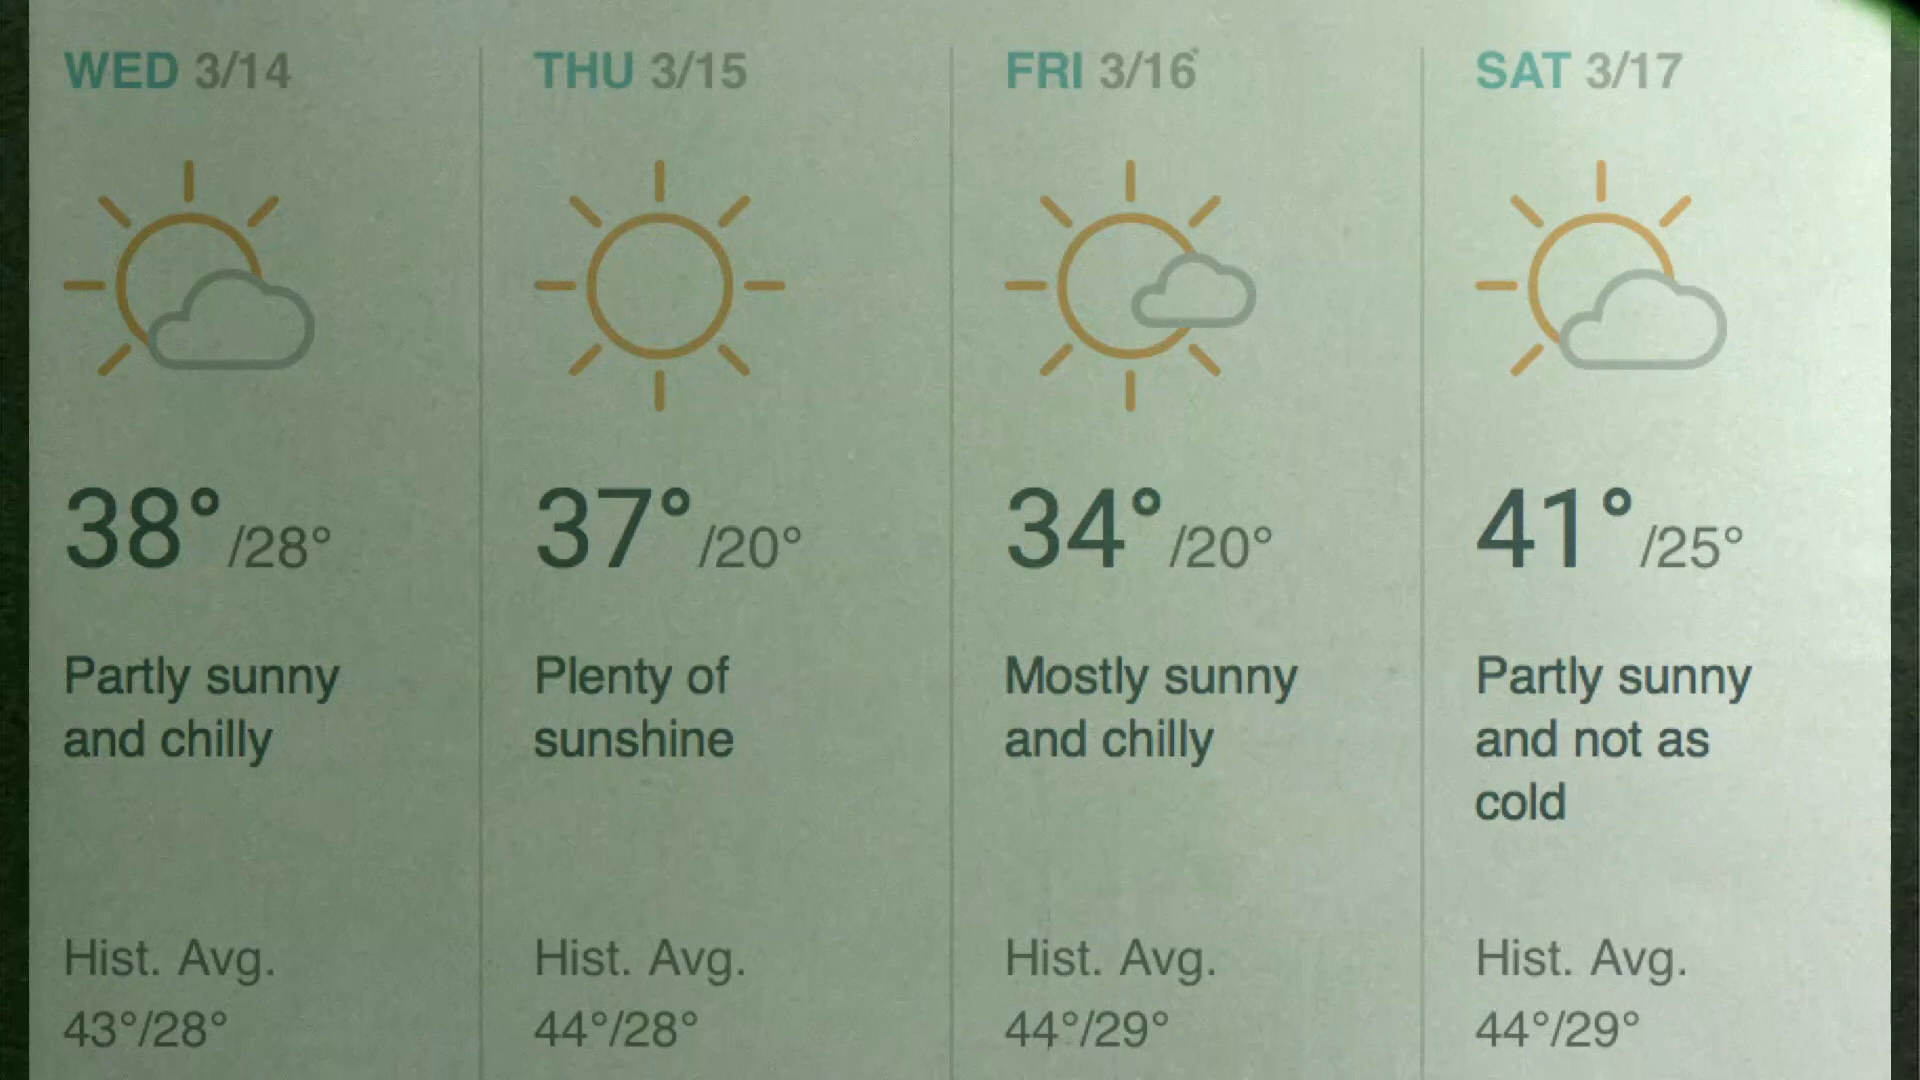 WED 3/14
38° /28°
Partly sunny
and chilly
Hist. Avg.
43°/28°
THU 3/15
37° /20°
Plenty of
sunshine
Hist. Avg.
44°/28°
FRI 3/16
34° /20°
Mostly sunny
and chilly
Hist. Avg.
44°/29°
SAT 3/17
41° /25°
Partly sunny
and not as
cold
Hist. Avg.
44°/29°